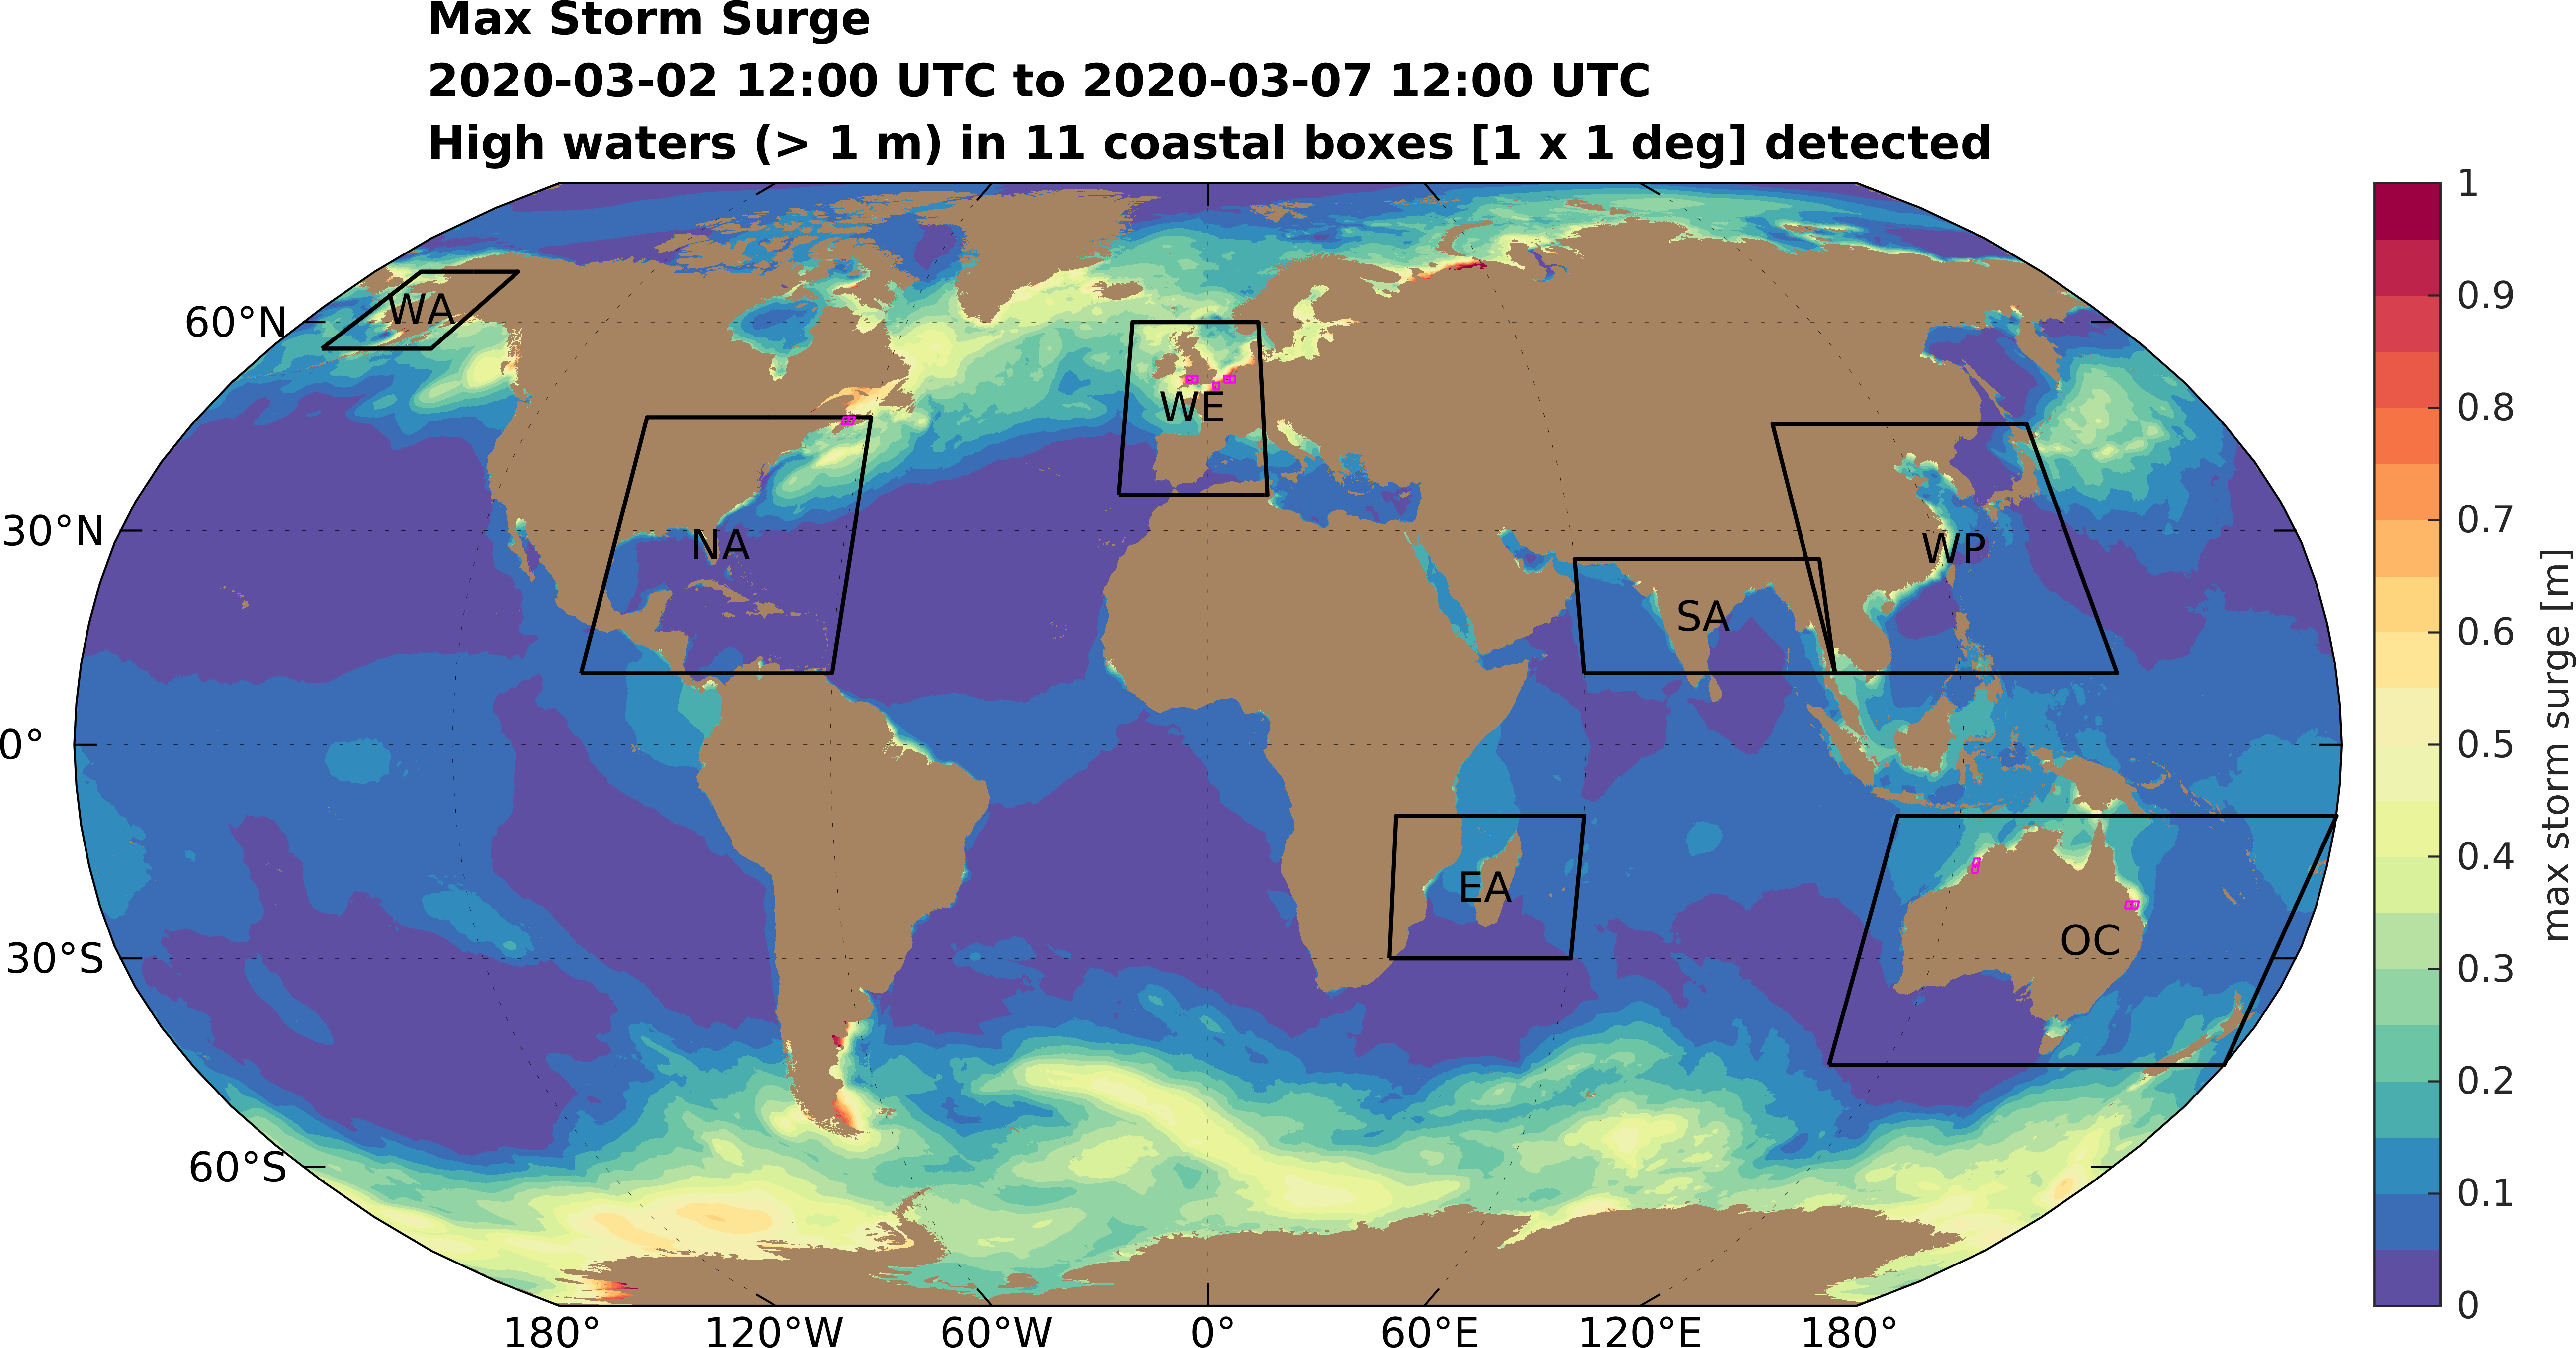 Max Storm Surge
2020-03-02 12:00 UTC to 2020-03-07 12:00 UTC
High waters (> 1 m) in 11 coastal boxes [1 x 1 deg] detected
60°N
30°N
0°
30°S
60°S
180°
120°W
60°W
0°
60°E
120°E
180°
WA
NA
WE
SA
WP
EA
OC
1
0.9
0.8
0.7
0.6
0.5
0.4
0.3
0.2
0.1
0
max storm surge [m]